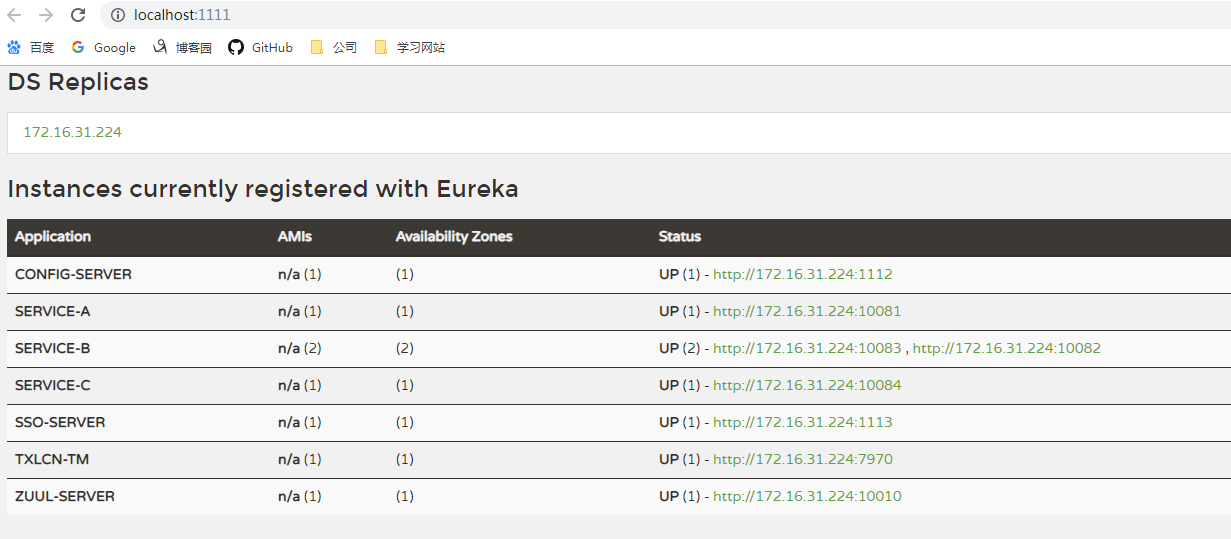 localhost:1111
百度 Google 博客园 GitHub 公司 学习网站
DS Replicas
172.16.31.224
Instances currently registered with Eureka
Application AMIs Availability Zones Status
CONFIG-SERVER n/a (1) (1) UP (1) - http://172.16.31.224:1112
SERVICE-A n/a (1) (1) UP (1) - http://172.16.31.224:10081
SERVICE-B n/a (2) (2) UP (2) - http://172.16.31.224:10083 , http://172.16.31.224:10082
SERVICE-C n/a (1) (1) UP (1) - http://172.16.31.224:10084
SSO-SERVER n/a (1) (1) UP (1) - http://172.16.31.224:1113
TXLCN-TM n/a (1) (1) UP (1) - http://172.16.31.224:7970
ZUUL-SERVER n/a (1) (1) UP (1) - http://172.16.31.224:10010